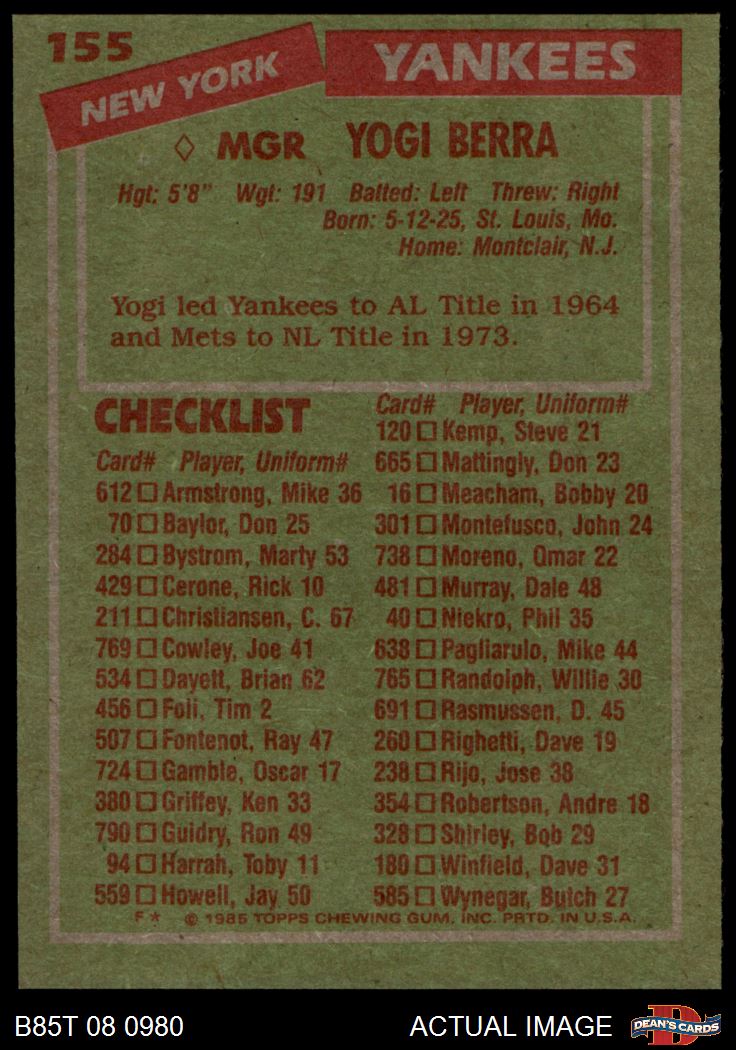 155
NEW YORK
YANKEES
◊ MGR YOGI BERRA
Hgt: 5'8" Wgt: 191 Batted: Left Threw: Right
Born: 5-12-25, St. Louis, Mo.
Home: Montclair, N.J.
Yogi led Yankees to AL Title in 1964
and Mets to NL Title in 1973.
CHECKLIST
Card# Player, Uniform#
612 □ Armstrong, Mike 36
70 □ Baylor, Don 25
284 □ Bystrom, Marty 53
429 □ Cerone, Rick 10
211 □ Christiansen, C. 67
769 □ Cowley, Joe 41
534 □ Dayett, Brian 62
456 □ Foli, Tim 2
507 □ Fontenot, Ray 47
724 □ Gamble, Oscar 17
380 □ Griffey, Ken 33
790 □ Guidry, Ron 49
94 □ Harrah, Toby 11
559 □ Howell, Jay 50
Card# Player, Uniform#
120 □ Kemp, Steve 21
665 □ Mattingly, Don 23
16 □ Meacham, Bobby 20
301 □ Montefusco, John 24
738 □ Moreno, Omar 22
481 □ Murray, Dale 48
40 □ Niekro, Phil 35
638 □ Pagliarulo, Mike 44
765 □ Randolph, Willie 30
691 □ Rasmussen, D. 45
260 □ Righetti, Dave 19
238 □ Rijo, Jose 38
354 □ Robertson, Andre 18
328 □ Shirley, Bob 29
180 □ Winfield, Dave 31
585 □ Wynegar, Butch 27
F* © 1985 TOPPS CHEWING GUM, INC. PRTD. IN U.S.A.
B85T 08 0980
ACTUAL IMAGE
D
DEAN'S CARDS